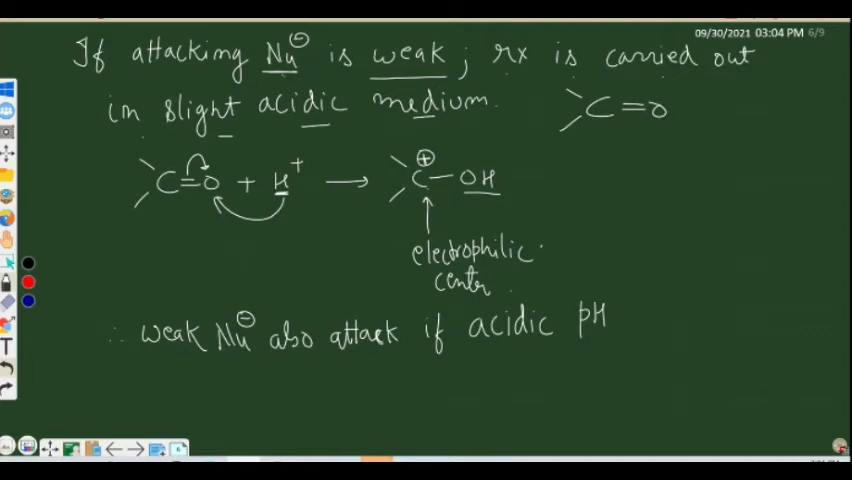 09/30/2021 03:04 PM 6/9
If attacking Nu⊖ is weak; rx is carried out
in slight acidic medium.
C=O
C=O + H+ → C⊕-OH
electrophilic
center.
∴ weak Nu⊖ also attack if acidic pH